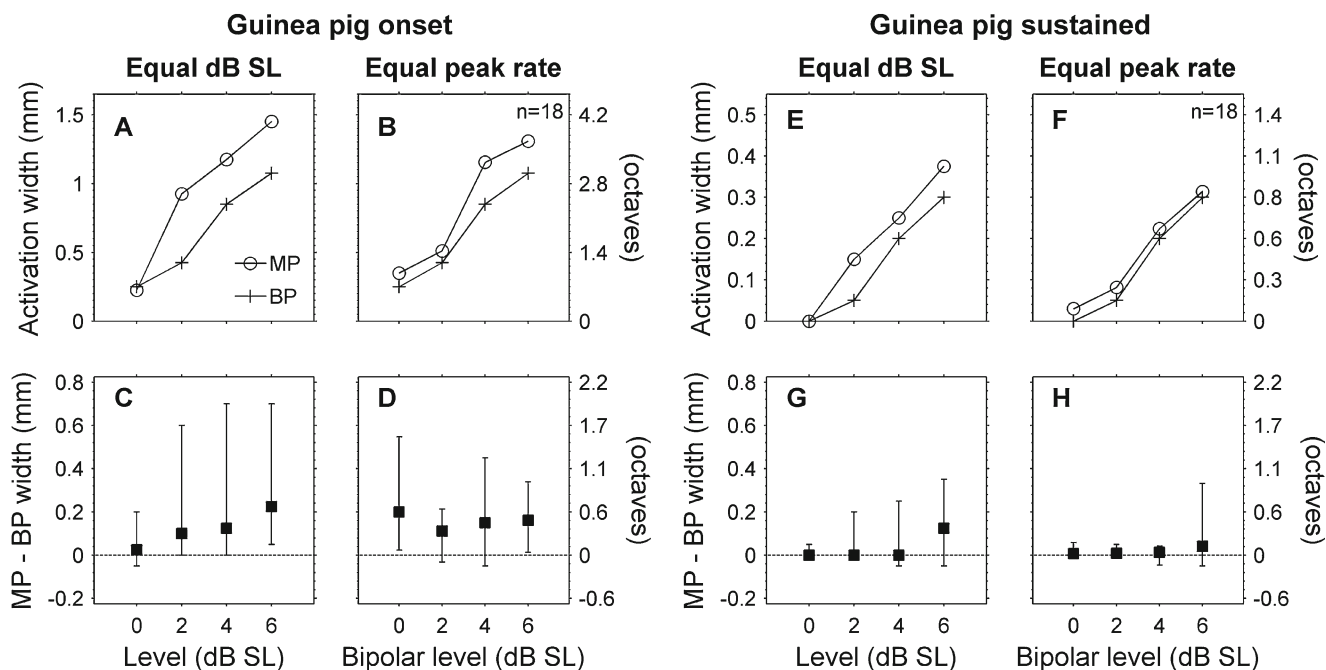 Guinea pig onset
Guinea pig sustained
Equal dB SL
Equal peak rate
Equal dB SL
Equal peak rate
Activation width (mm)
1.5
1
0.5
0
A
MP
BP
B
n=18
4.2
2.8
1.4
0
(octaves)
Activation width (mm)
0.5
0.4
0.3
0.2
0.1
0
E
F
n=18
1.4
1.1
0.8
0.6
0.3
0
(octaves)
MP - BP width (mm)
0.8
0.6
0.4
0.2
0
-0.2
C
0 2 4 6
Level (dB SL)
D
2.2
1.7
1.1
0.6
0
-0.6
(octaves)
0 2 4 6
Bipolar level (dB SL)
MP - BP width (mm)
0.8
0.6
0.4
0.2
0
-0.2
G
0 2 4 6
Level (dB SL)
H
2.2
1.7
1.1
0.6
0
-0.6
(octaves)
0 2 4 6
Bipolar level (dB SL)